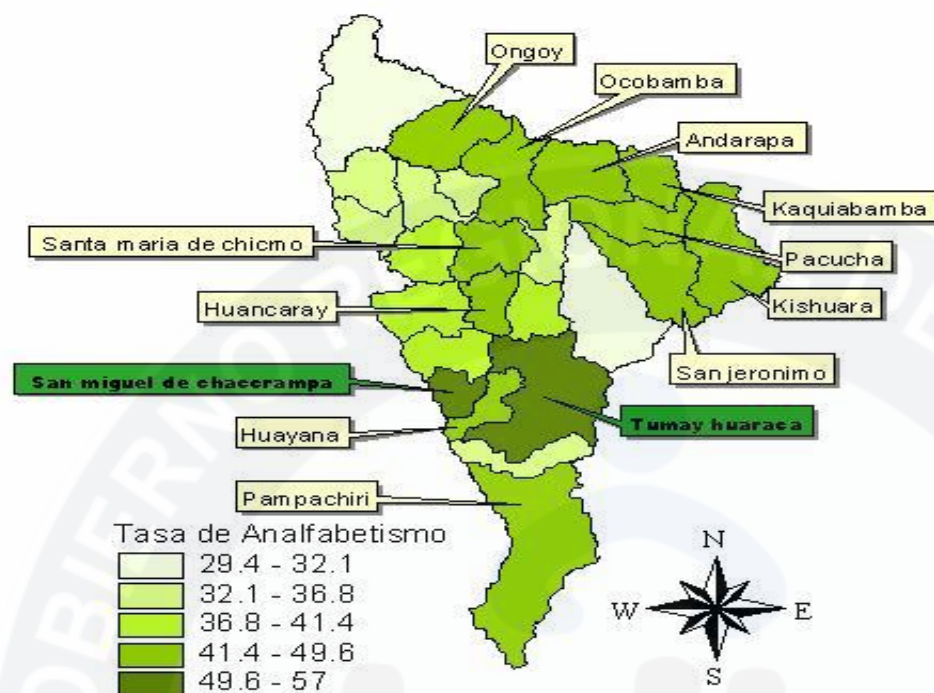 Ongoy
Ocobamba
Andarapa
Kaquiabamba
Santa maria de chicmo
Pacucha
Huancaray
Kishuara
San jeronimo
San miguel de chaccrampa
Tumay huaraca
Huayana
Pampachiri
Tasa de Analfabetismo
29.4 - 32.1
32.1 - 36.8
36.8 - 41.4
41.4 - 49.6
49.6 - 57
N
W E
S